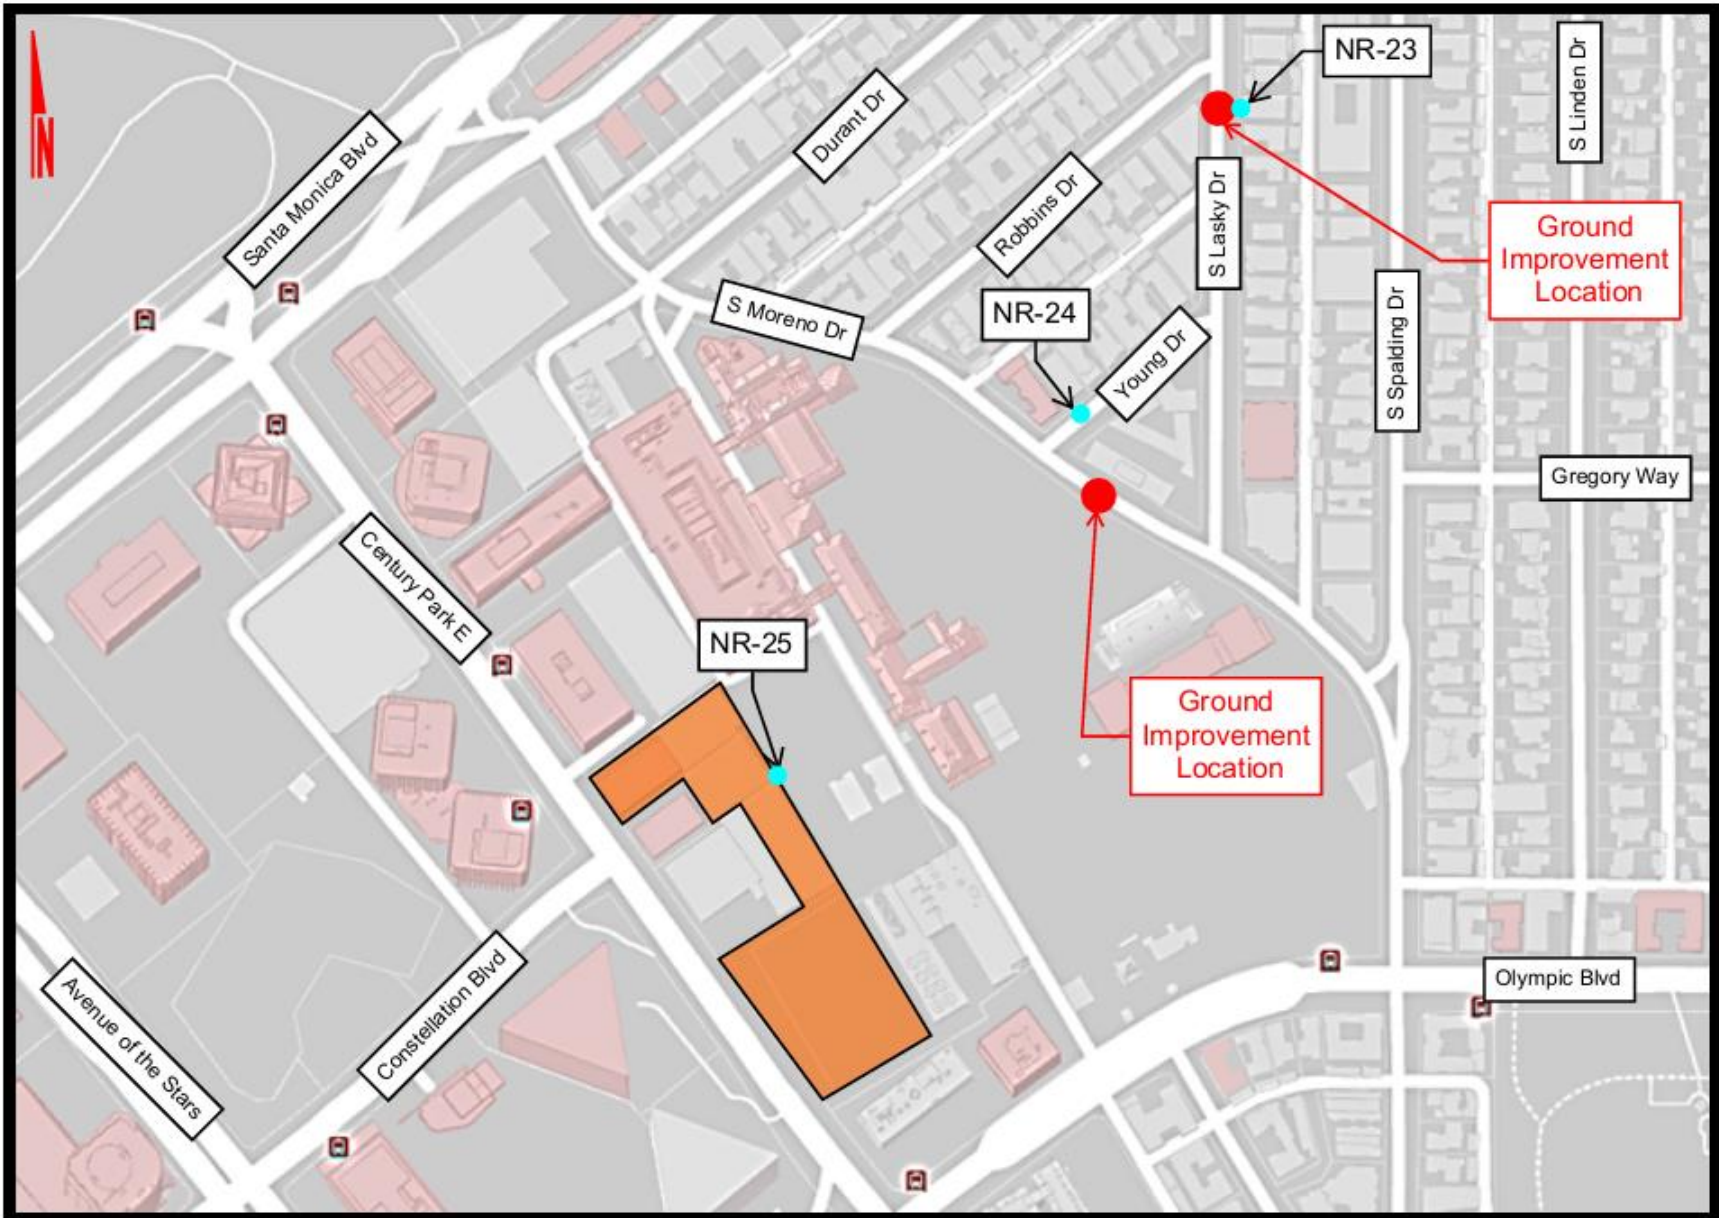 NR-23
S Linden Dr
Durant Dr
Santa Monica Blvd
Robbins Dr
S Lasky Dr
Ground
Improvement
Location
NR-24
S Moreno Dr
S Spalding Dr
Young Dr
Gregory Way
Century Park E
NR-25
Ground
Improvement
Location
Olympic Blvd
Avenue of the Stars
Constellation Blvd
N